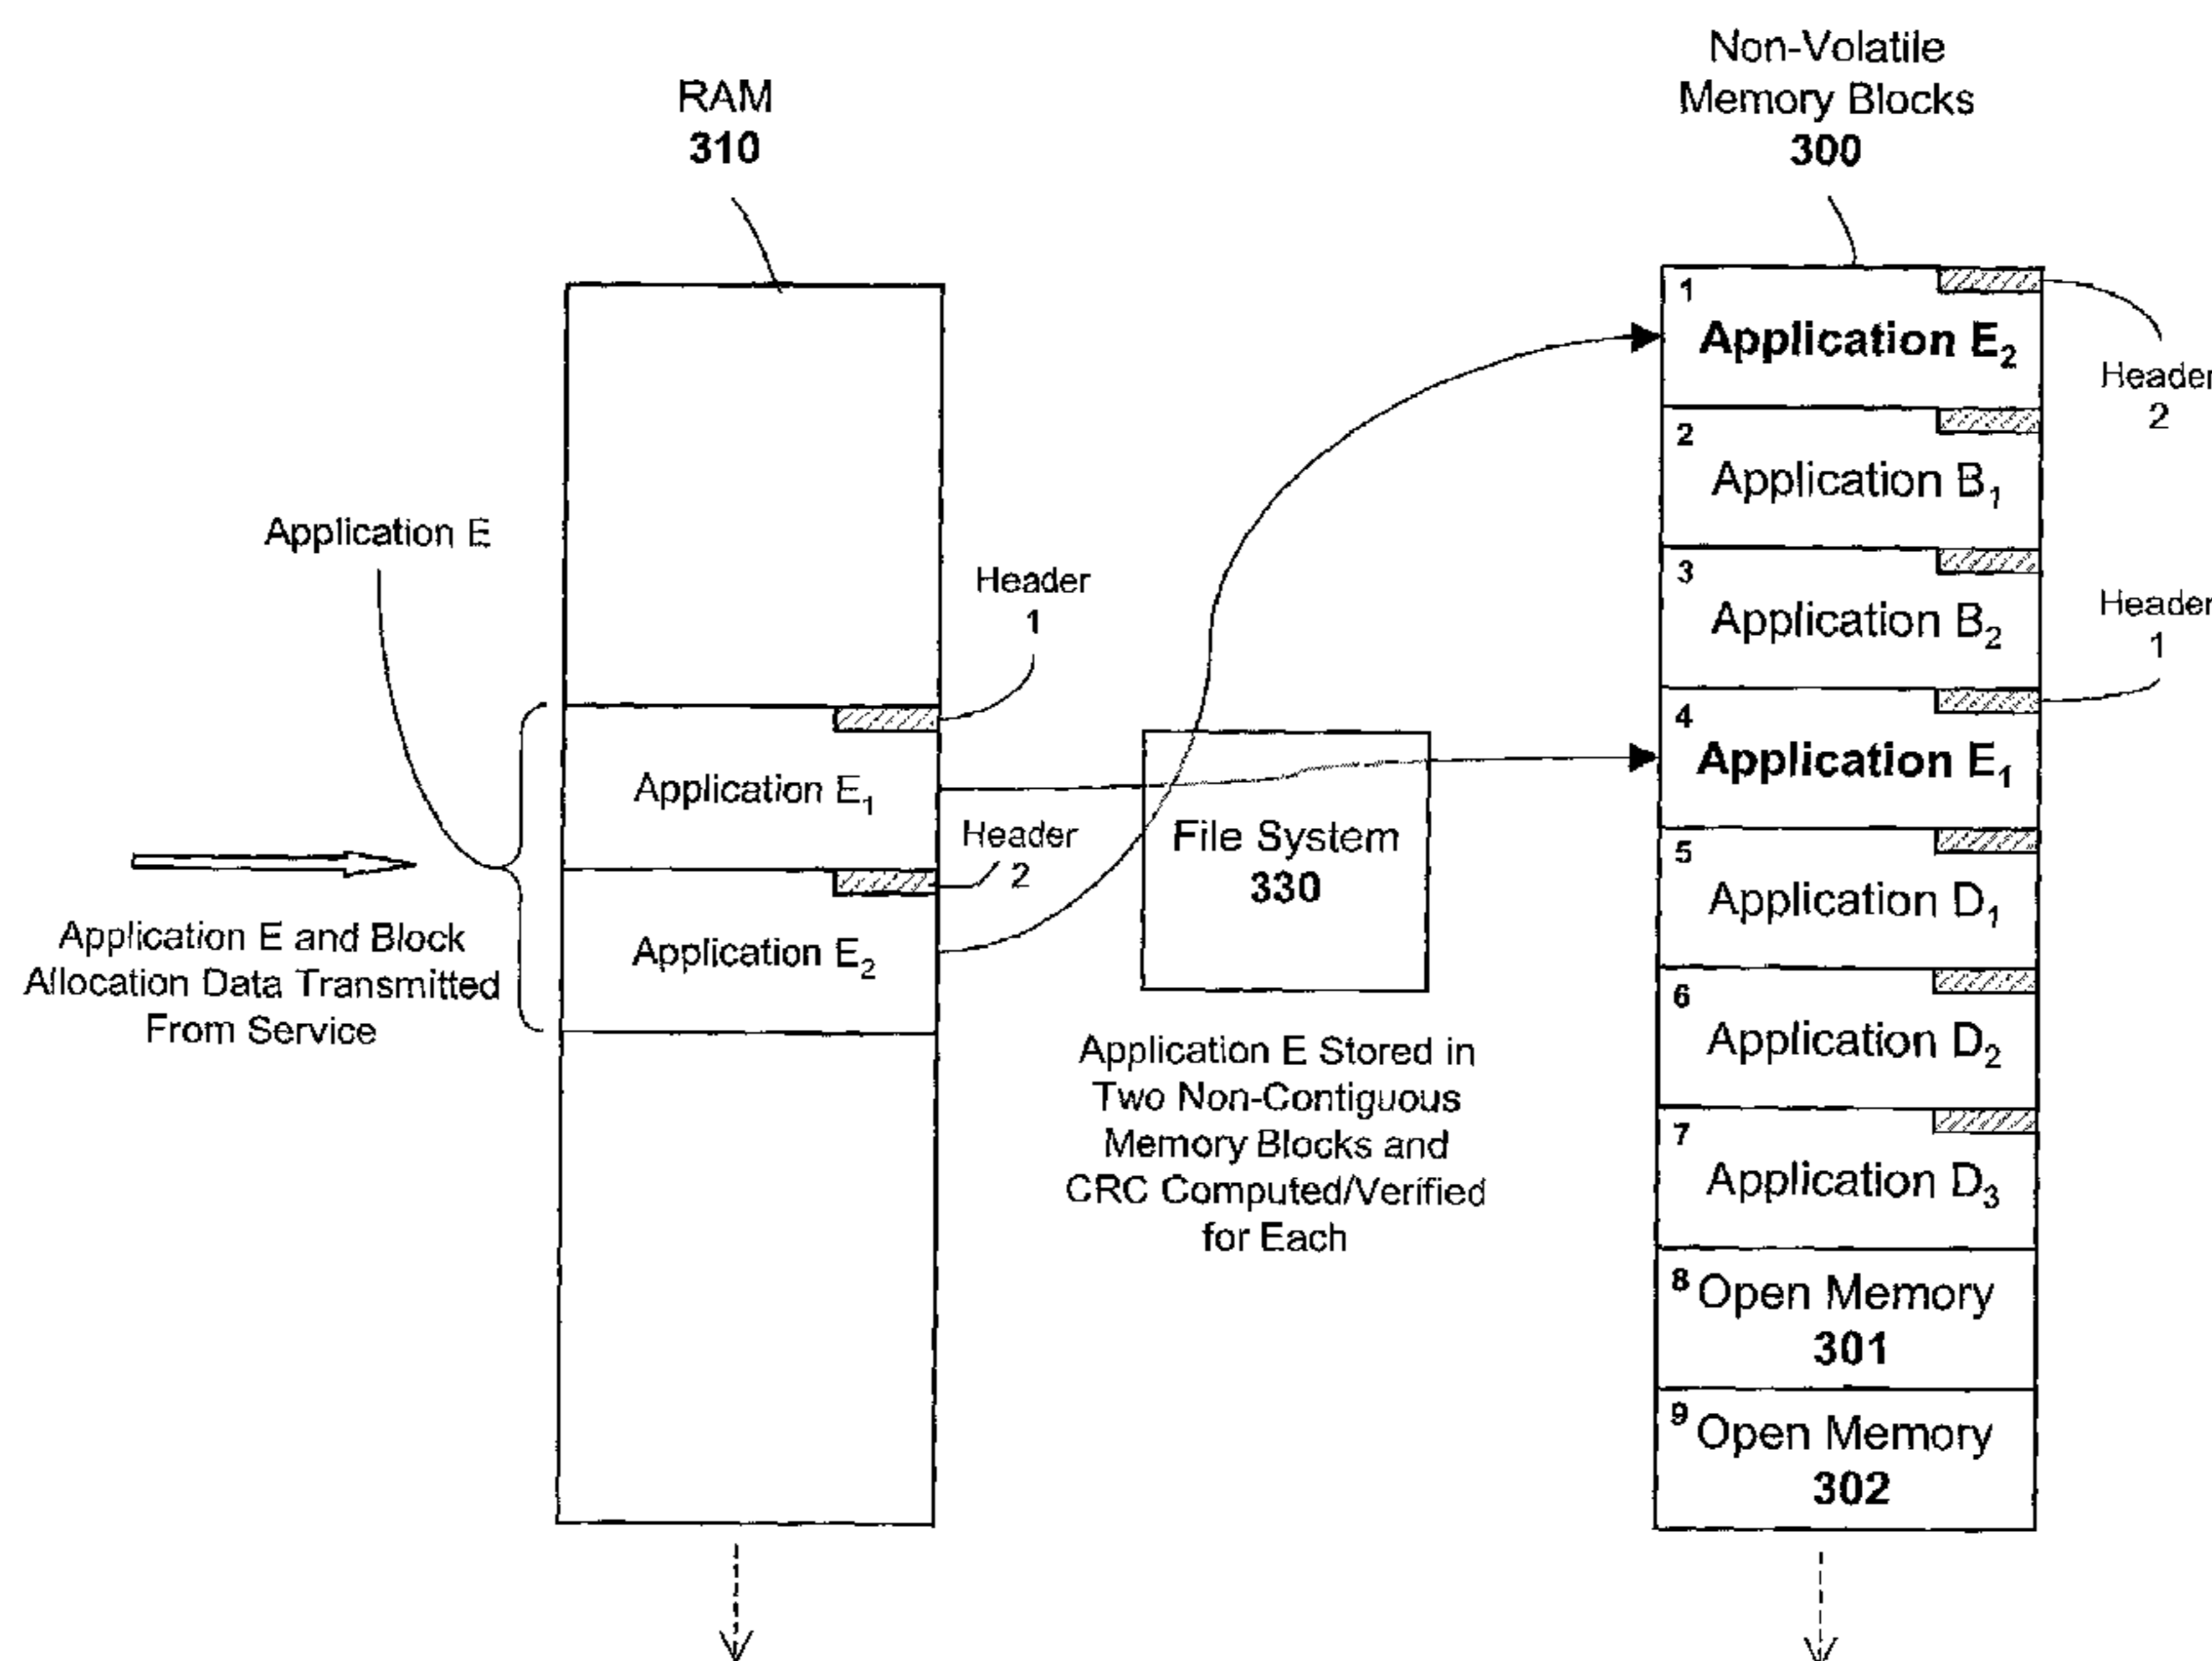 RAM
310
Non-Volatile
Memory Blocks
300
Application E
Application E and Block
Allocation Data Transmitted
From Service
Header
1
Application E₁
Header
2
Application E₂
File System
330
Application E Stored in
Two Non-Contiguous
Memory Blocks and
CRC Computed/Verified
for Each
1
Application E₂
Header
2
2
Application B₁
3
Application B₂
Header
1
4
Application E₁
5
Application D₁
6
Application D₂
7
Application D₃
8 Open Memory
301
9 Open Memory
302